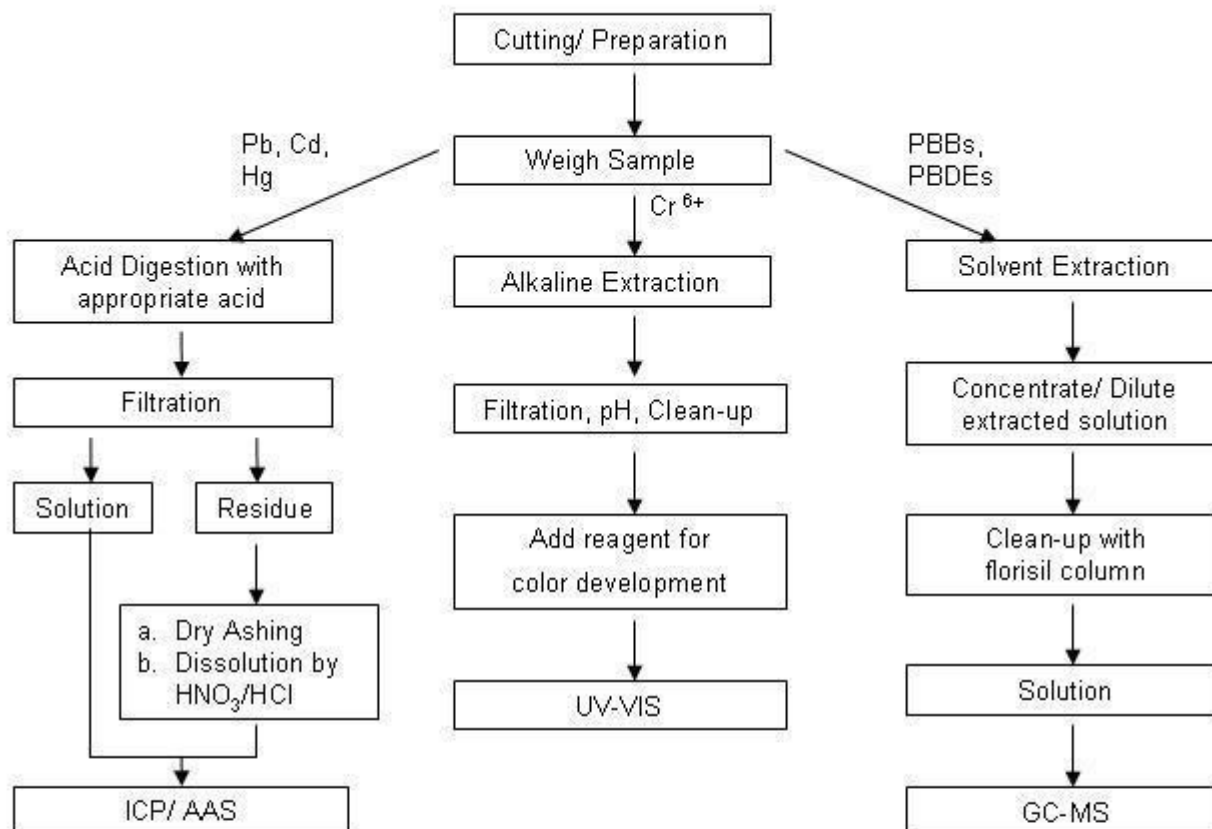 Cutting/ Preparation
Weigh Sample
Pb, Cd,
Hg
Cr 6+
PBBs,
PBDEs
Acid Digestion with
appropriate acid
Filtration
Solution
Residue
a. Dry Ashing
b. Dissolution by
HNO3/HCl
ICP/ AAS
Alkaline Extraction
Filtration, pH, Clean-up
Add reagent for
color development
UV-VIS
Solvent Extraction
Concentrate/ Dilute
extracted solution
Clean-up with
florisil column
Solution
GC-MS